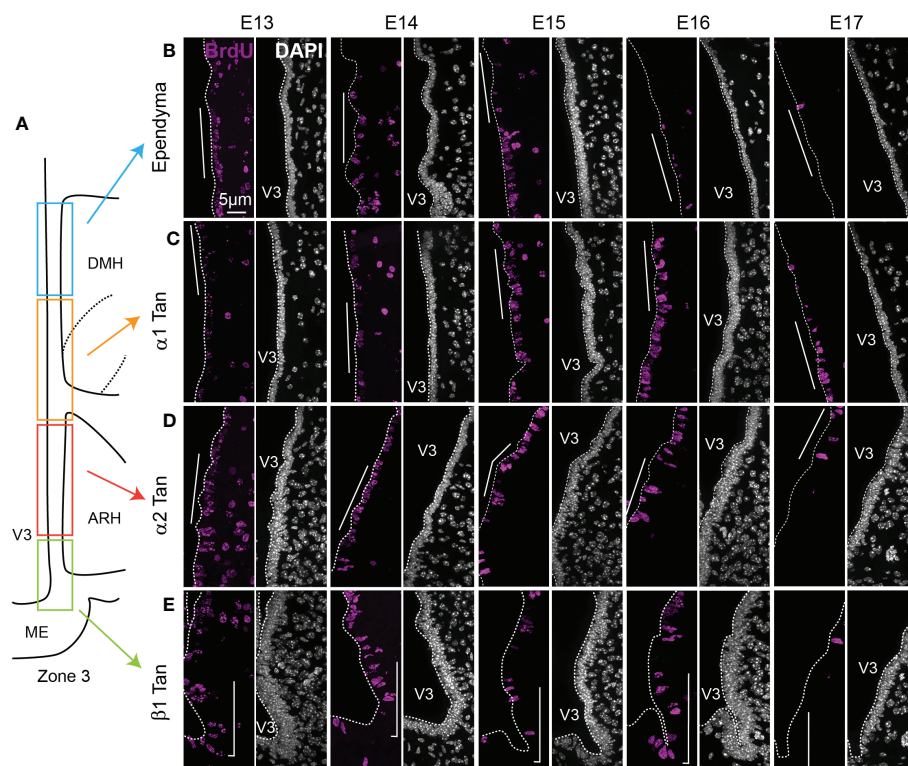 E13 E14 E15 E16 E17
B BrdU DAPI
Ependyma
V3 V3 V3 V3 V3
5µm
A
DMH
ARH
V3
ME
Zone 3
C
α1 Tan
V3 V3 V3 V3 V3
D
α2 Tan
V3 V3 V3 V3 V3
E
β1 Tan
V3 V3 V3 V3 V3